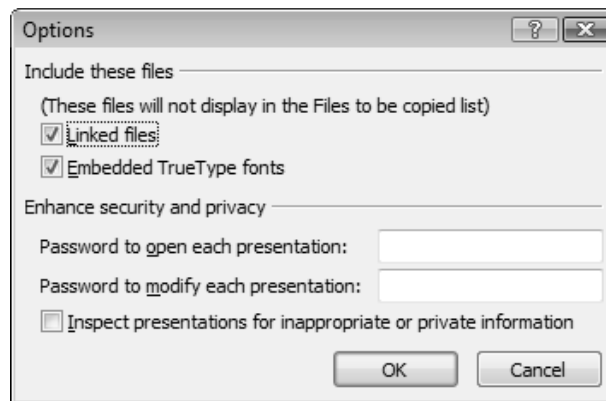 Options
Include these files
(These files will not display in the Files to be copied list)
Linked files
Embedded TrueType fonts
Enhance security and privacy
Password to open each presentation:
Password to modify each presentation:
Inspect presentations for inappropriate or private information
OK Cancel